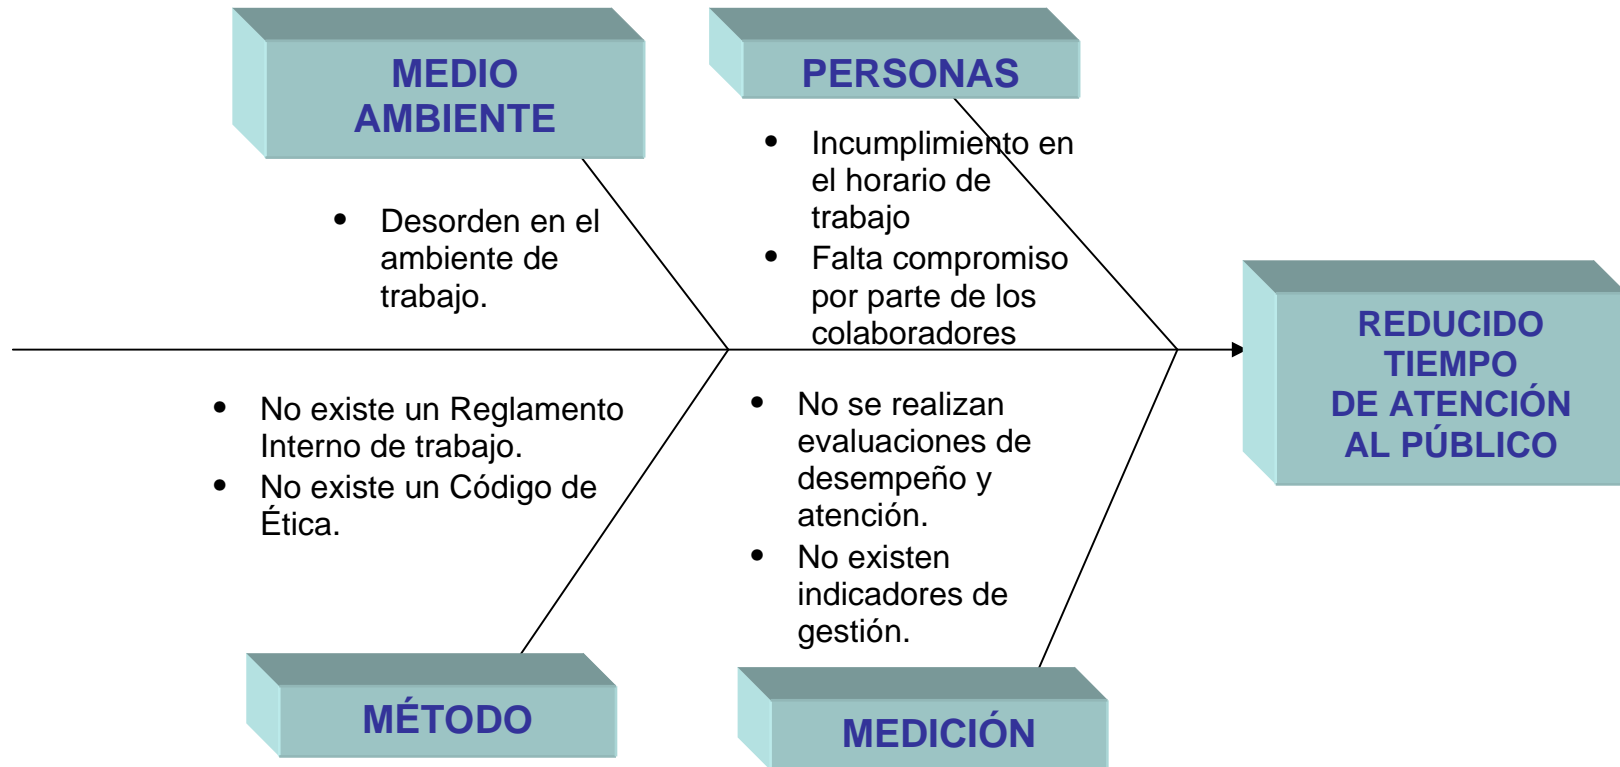 MEDIO
AMBIENTE
PERSONAS
• Incumplimiento en
el horario de
trabajo
• Falta compromiso
por parte de los
colaboradores
• Desorden en el
ambiente de
trabajo.
REDUCIDO
TIEMPO
DE ATENCIÓN
AL PÚBLICO
• No existe un Reglamento
Interno de trabajo.
• No existe un Código de
Ética.
• No se realizan
evaluaciones de
desempeño y
atención.
• No existen
indicadores de
gestión.
MÉTODO
MEDICIÓN